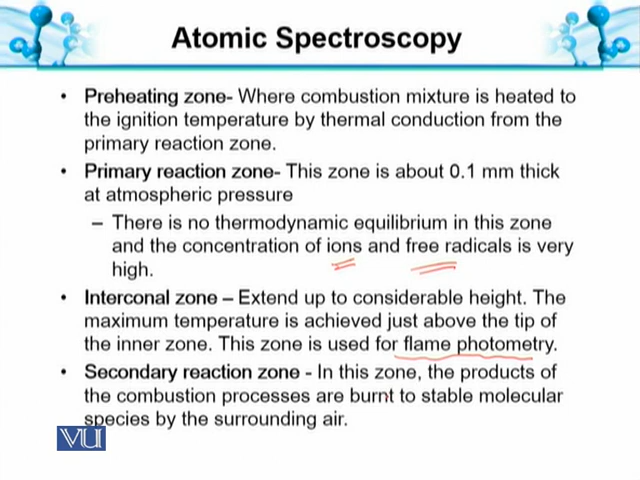 Atomic Spectroscopy
• Preheating zone- Where combustion mixture is heated to
the ignition temperature by thermal conduction from the
primary reaction zone.
• Primary reaction zone- This zone is about 0.1 mm thick
at atmospheric pressure
– There is no thermodynamic equilibrium in this zone
and the concentration of ions and free radicals is very
high.
• Interconal zone – Extend up to considerable height. The
maximum temperature is achieved just above the tip of
the inner zone. This zone is used for flame photometry.
• Secondary reaction zone - In this zone, the products of
the combustion processes are burnt to stable molecular
species by the surrounding air.
VU